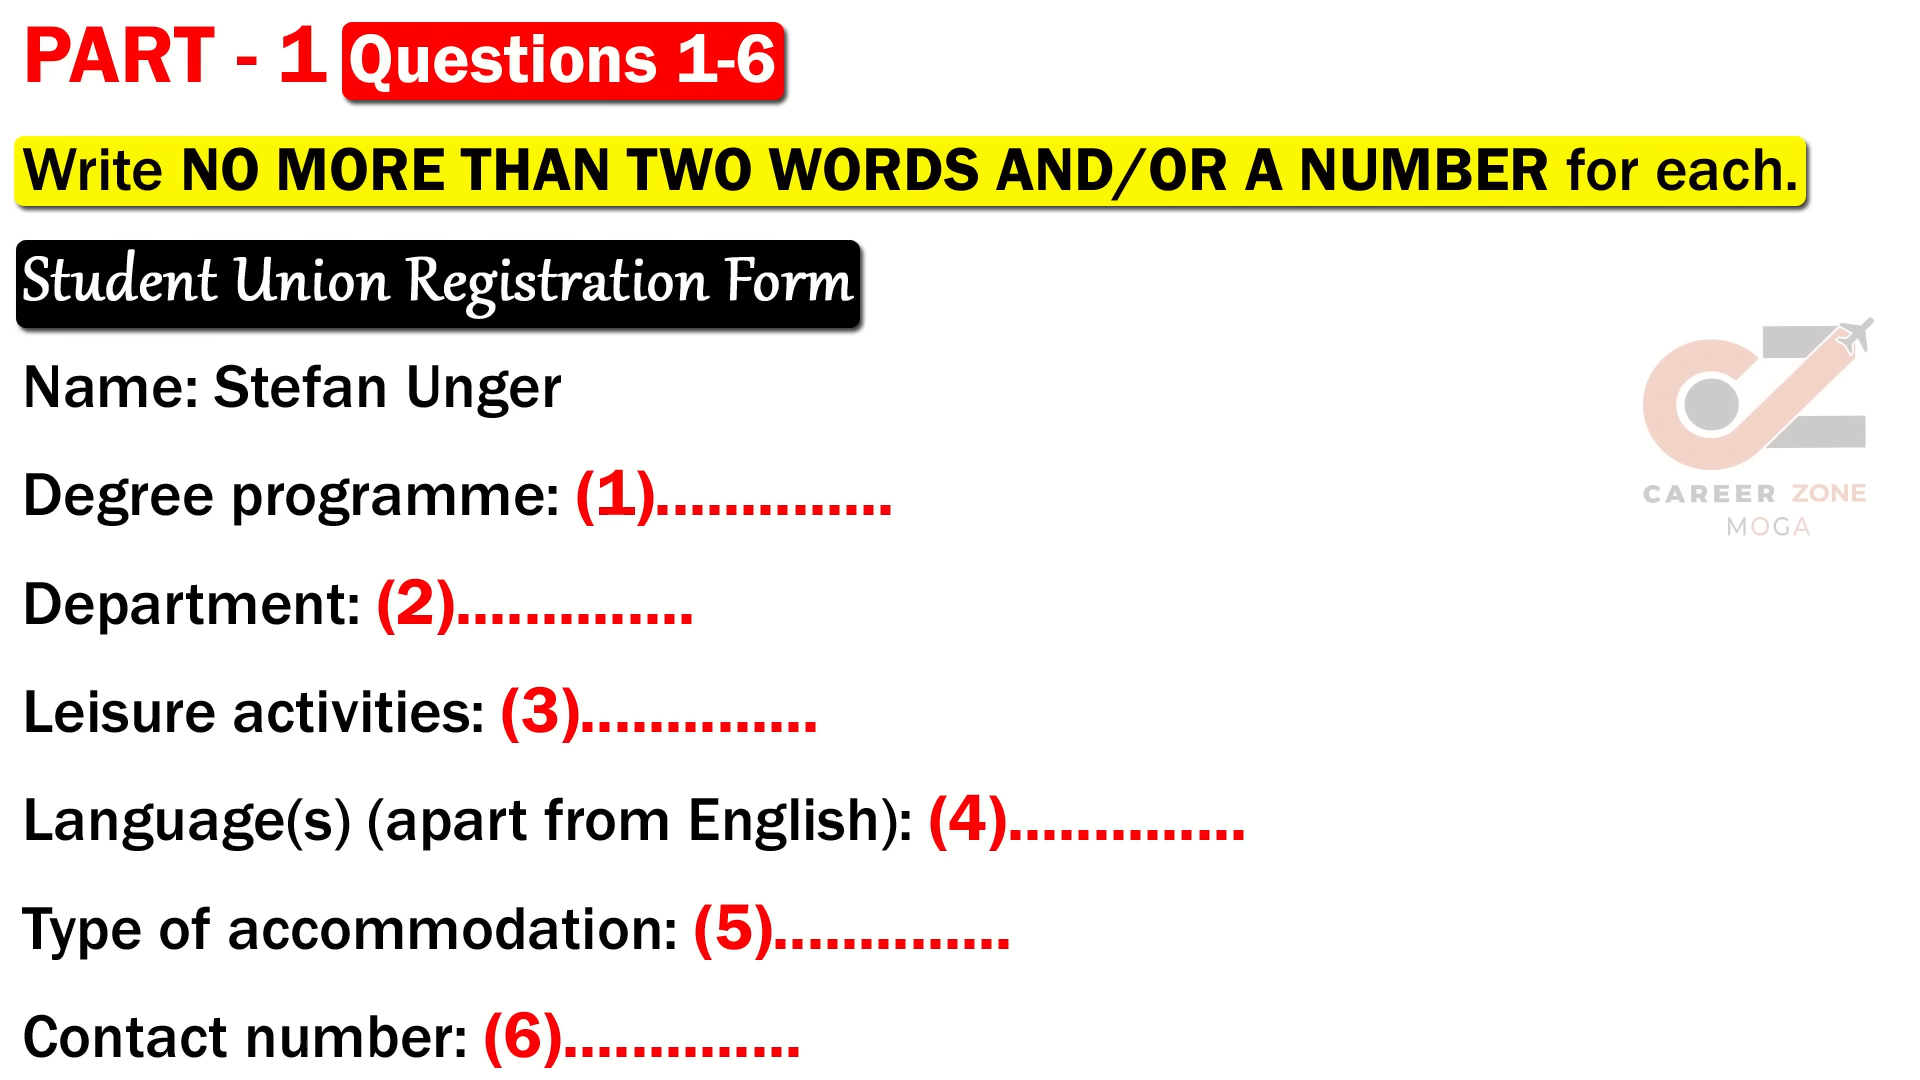 PART - 1 Questions 1-6
Write NO MORE THAN TWO WORDS AND/OR A NUMBER for each.
Student Union Registration Form
Name: Stefan Unger
Degree programme: (1)..............
Department: (2)..............
Leisure activities: (3)..............
Language(s) (apart from English): (4)..............
Type of accommodation: (5)..............
Contact number: (6)..............
CZ
CAREER ZONE
MOGA